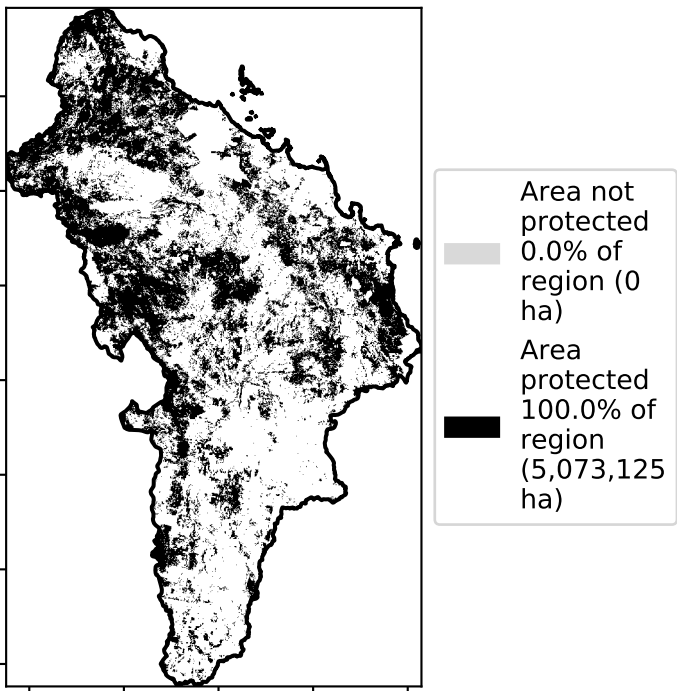 Area not
protected
0.0% of
region (0
ha)
Area
protected
100.0% of
region
(5,073,125
ha)